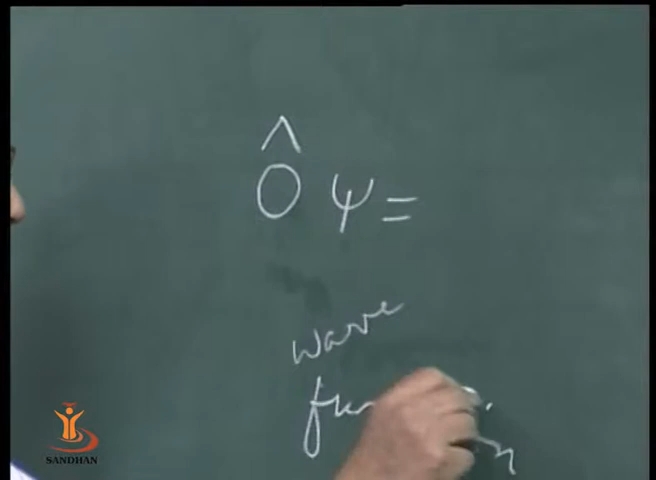 Ô ψ =
wave
SANDHAN